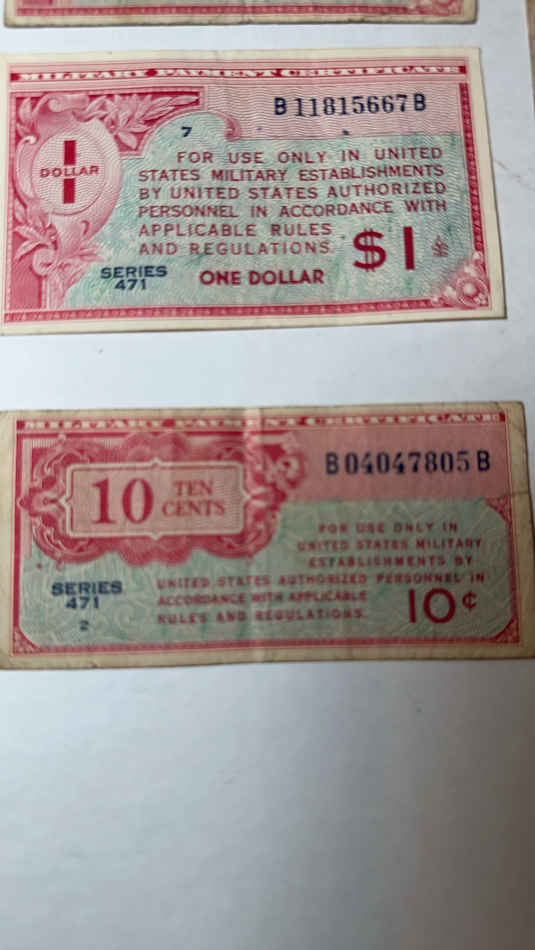 MILITARY PAYMENT CERTIFICATE
B11815667B
7
1
DOLLAR
FOR USE ONLY IN UNITED
STATES MILITARY ESTABLISHMENTS
BY UNITED STATES AUTHORIZED
PERSONNEL IN ACCORDANCE WITH
APPLICABLE RULES
AND REGULATIONS.
$1
SERIES
471
ONE DOLLAR
MILITARY PAYMENT CERTIFICATE
B04047805B
10 TEN
CENTS
FOR USE ONLY IN
UNITED STATES MILITARY
ESTABLISHMENTS BY
UNITED STATES AUTHORIZED PERSONNEL IN
ACCORDANCE WITH APPLICABLE
RULES AND REGULATIONS.
10¢
SERIES
471
2